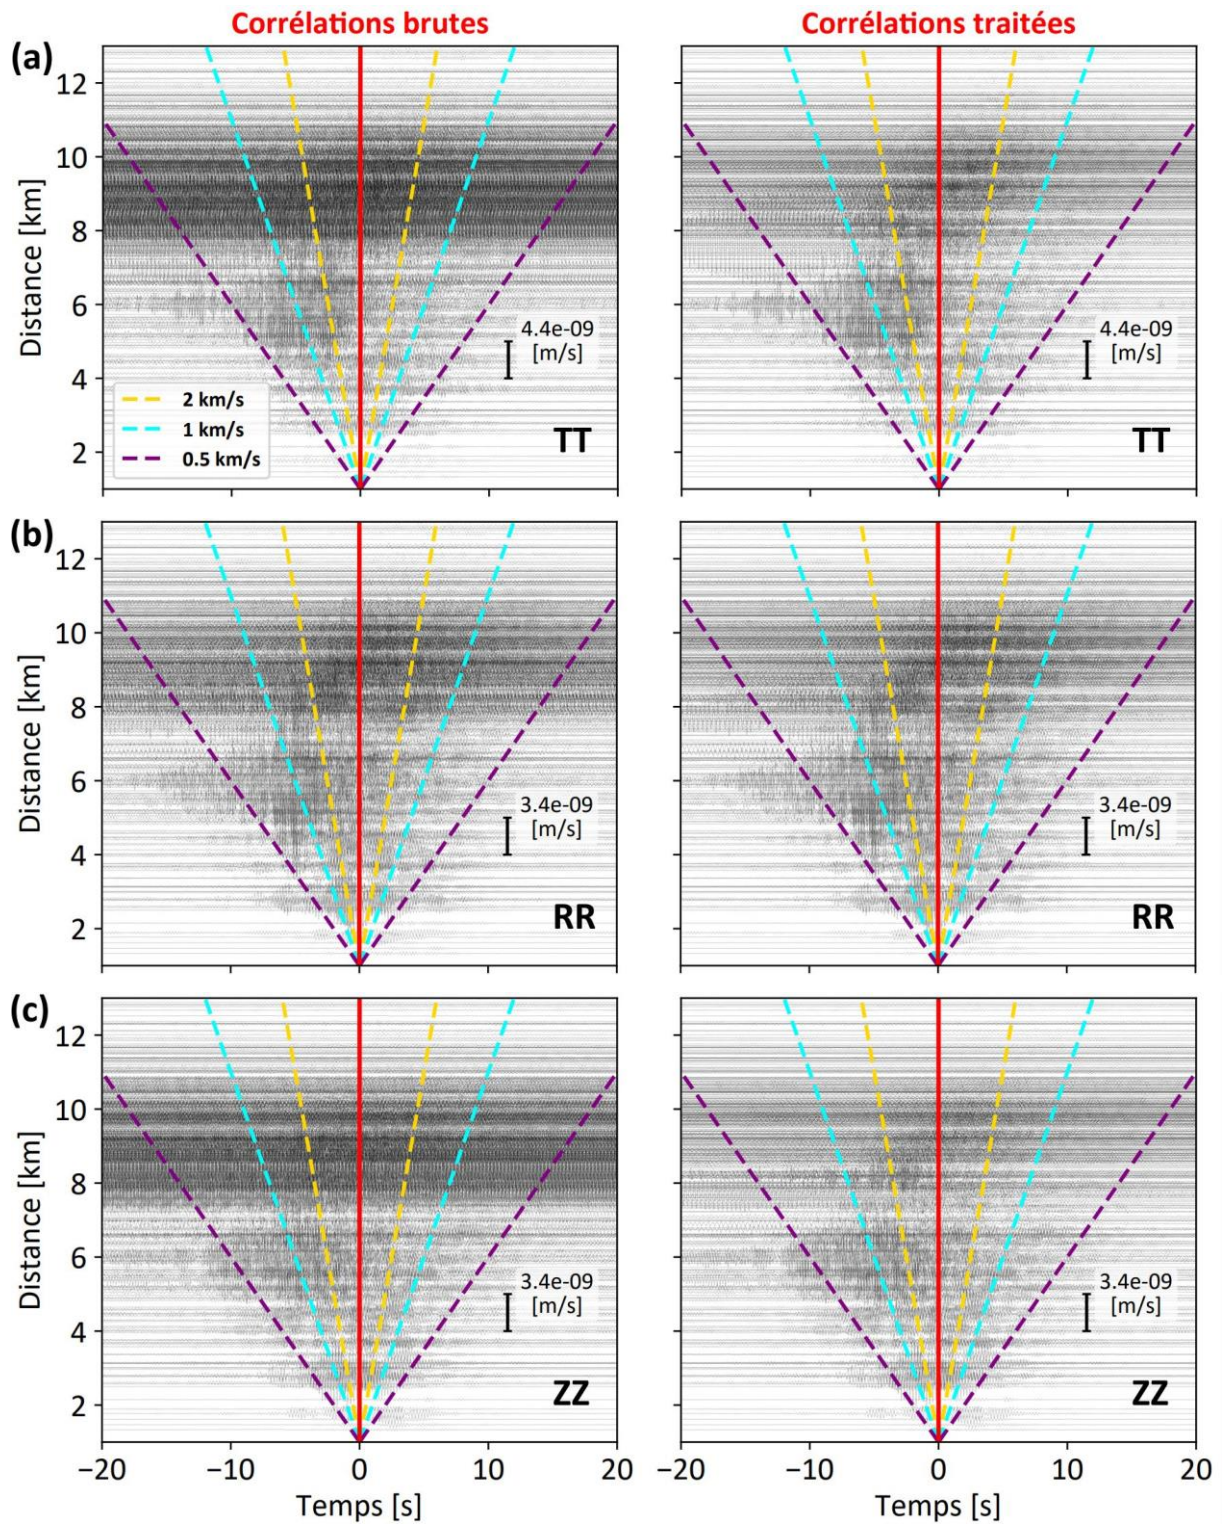 Corrélations brutes
Corrélations traitées
(a)
12
10
8
6
4
2
Distance [km]
2 km/s
1 km/s
0.5 km/s
4.4e-09
[m/s]
TT
4.4e-09
[m/s]
TT
(b)
12
10
8
6
4
2
Distance [km]
3.4e-09
[m/s]
RR
3.4e-09
[m/s]
RR
(c)
12
10
8
6
4
2
Distance [km]
3.4e-09
[m/s]
ZZ
3.4e-09
[m/s]
ZZ
−20 −10 0 10 20
−20 −10 0 10 20
Temps [s]
Temps [s]